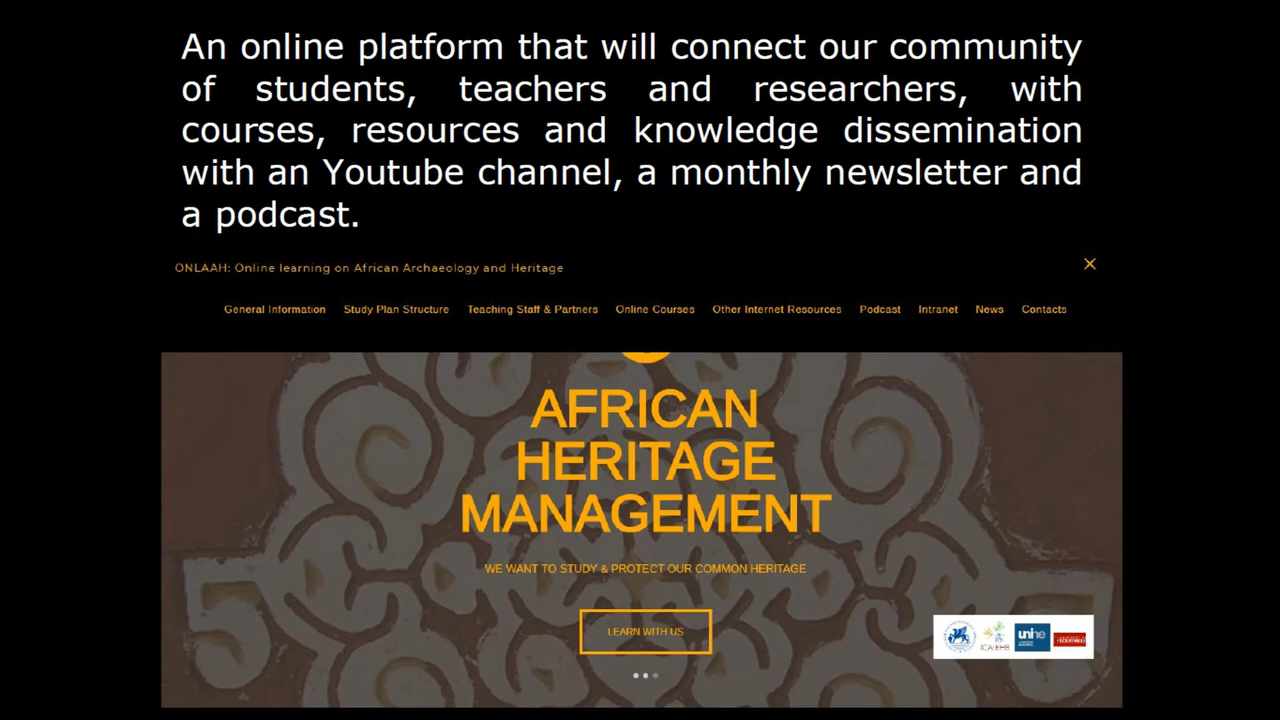 An online platform that will connect our community
of students, teachers and researchers, with
courses, resources and knowledge dissemination
with an Youtube channel, a monthly newsletter and
a podcast.
ONLAAH: Online learning on African Archaeology and Heritage
General Information Study Plan Structure Teaching Staff & Partners Online Courses Other Internet Resources Podcast Intranet News Contacts
AFRICAN
HERITAGE
MANAGEMENT
WE WANT TO STUDY & PROTECT OUR COMMON HERITAGE
LEARN WITH US